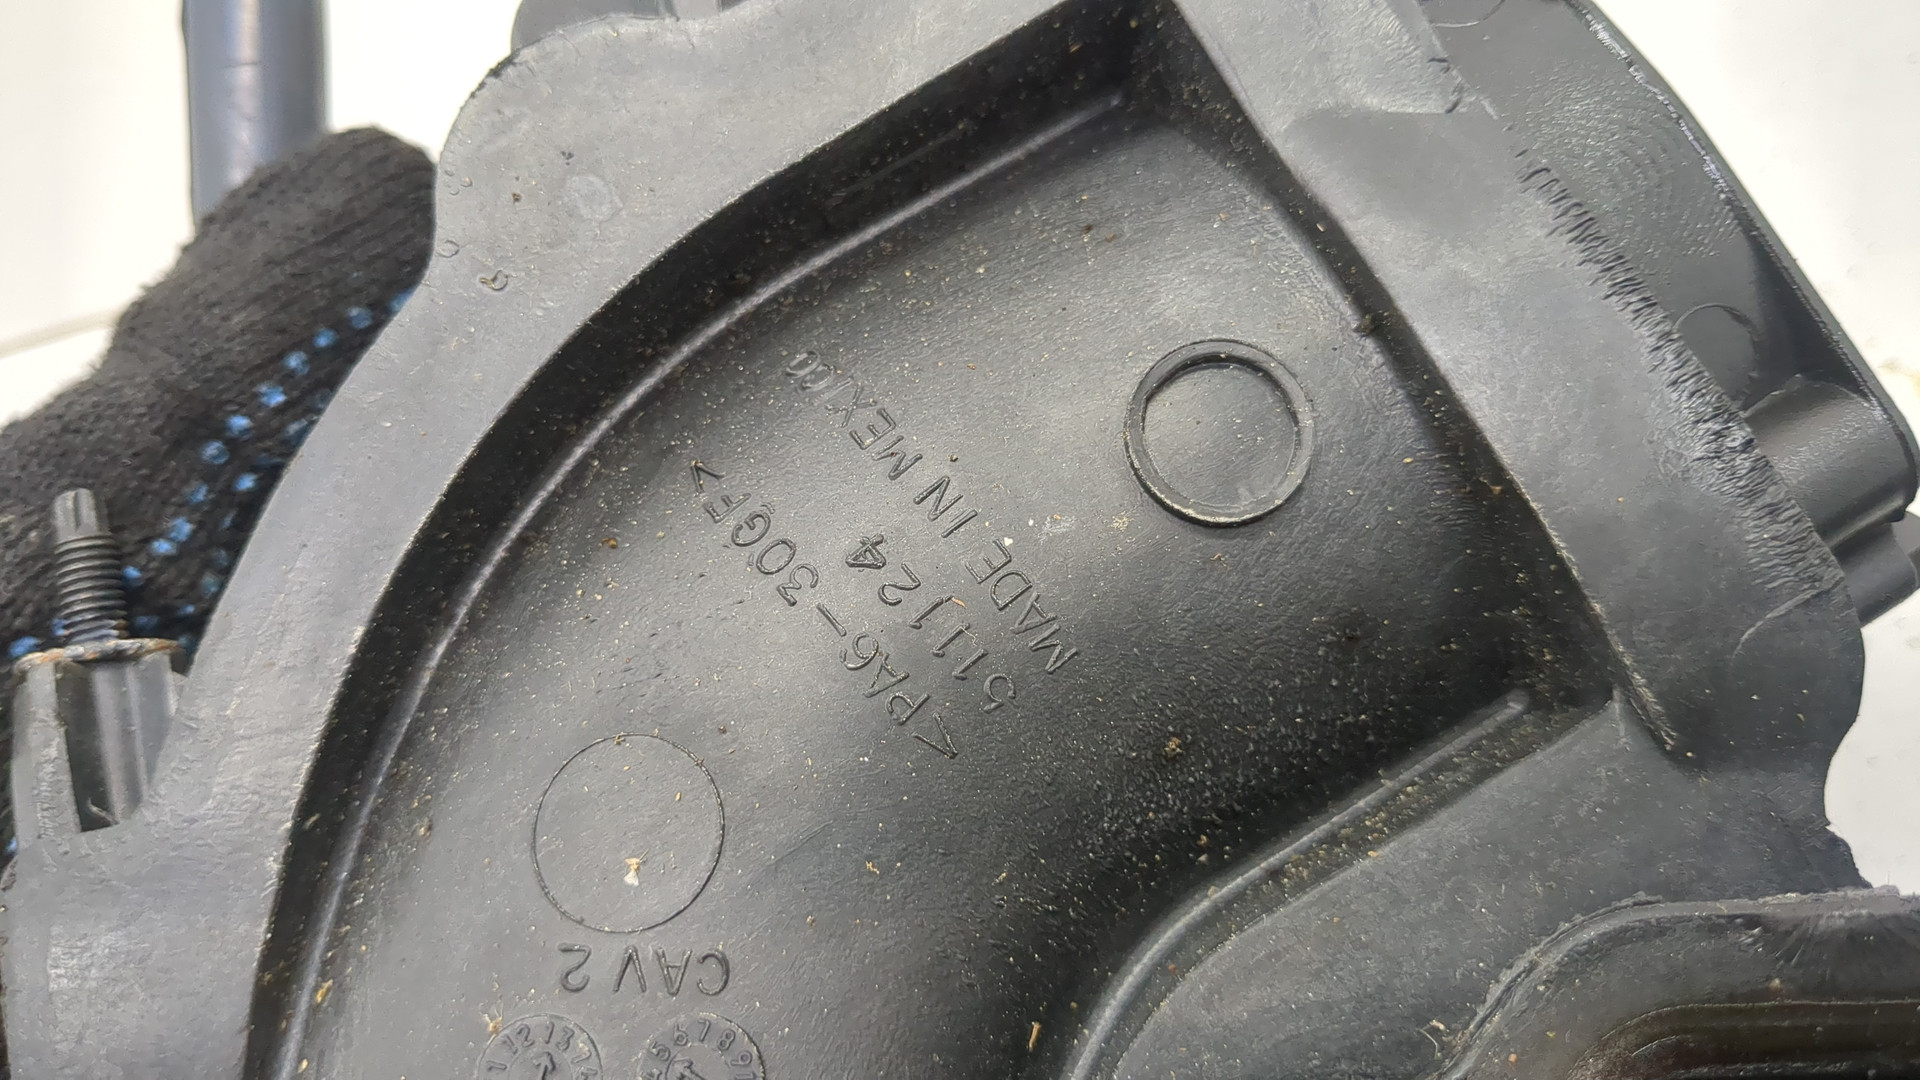 CAV 2
>PA6-30GF<
511J24
MADE IN MEXICO